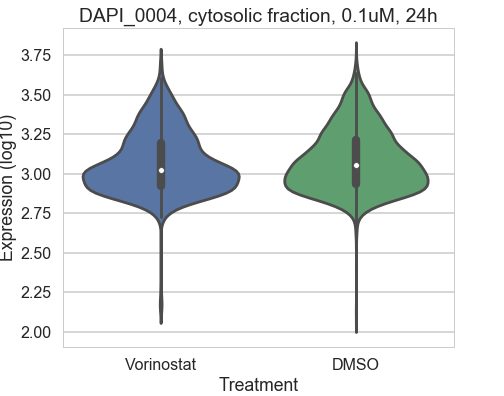 DAPI_0004, cytosolic fraction, 0.1uM, 24h
Expression (log10)
3.75
3.50
3.25
3.00
2.75
2.50
2.25
2.00
Vorinostat DMSO
Treatment